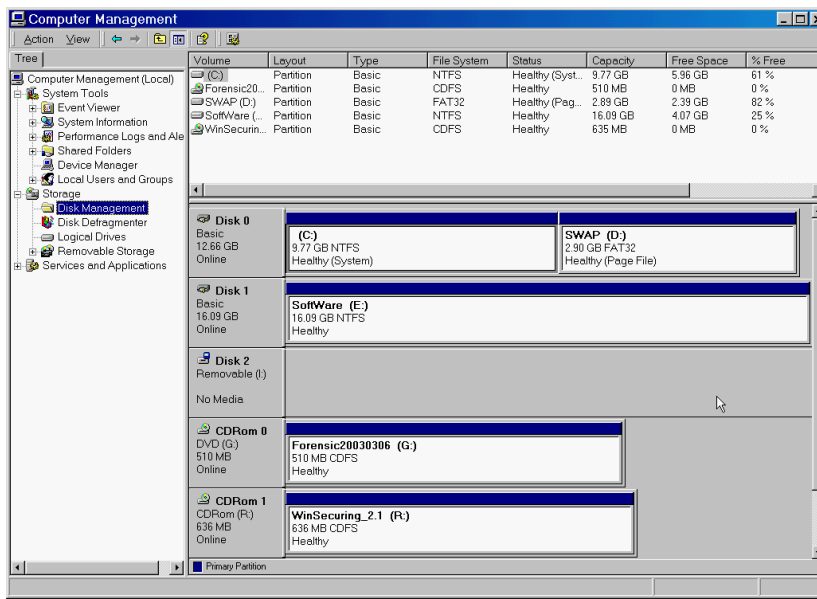 Computer Management
Action View
Tree
Computer Management (Local)
System Tools
Event Viewer
System Information
Performance Logs and Ale
Shared Folders
Device Manager
Local Users and Groups
Storage
Disk Management
Disk Defragmenter
Logical Drives
Removable Storage
Services and Applications
Volume Layout Type File System Status Capacity Free Space % Free
(C:) Partition Basic NTFS Healthy (Syst... 9.77 GB 5.96 GB 61 %
Forensic20... Partition Basic CDFS Healthy 510 MB 0 MB 0 %
SWAP (D:) Partition Basic FAT32 Healthy (Pag... 2.89 GB 2.39 GB 82 %
SoftWare (... Partition Basic NTFS Healthy 16.09 GB 4.07 GB 25 %
WinSecurin... Partition Basic CDFS Healthy 635 MB 0 MB 0 %
Disk 0
Basic
12.66 GB
Online
(C:)
9.77 GB NTFS
Healthy (System)
SWAP (D:)
2.90 GB FAT32
Healthy (Page File)
Disk 1
Basic
16.09 GB
Online
SoftWare (E:)
16.09 GB NTFS
Healthy
Disk 2
Removable (I:)
No Media
CDRom 0
DVD (G:)
510 MB
Online
Forensic20030306 (G:)
510 MB CDFS
Healthy
CDRom 1
CDRom (R:)
636 MB
Online
WinSecuring_2.1 (R:)
636 MB CDFS
Healthy
Primary Partition